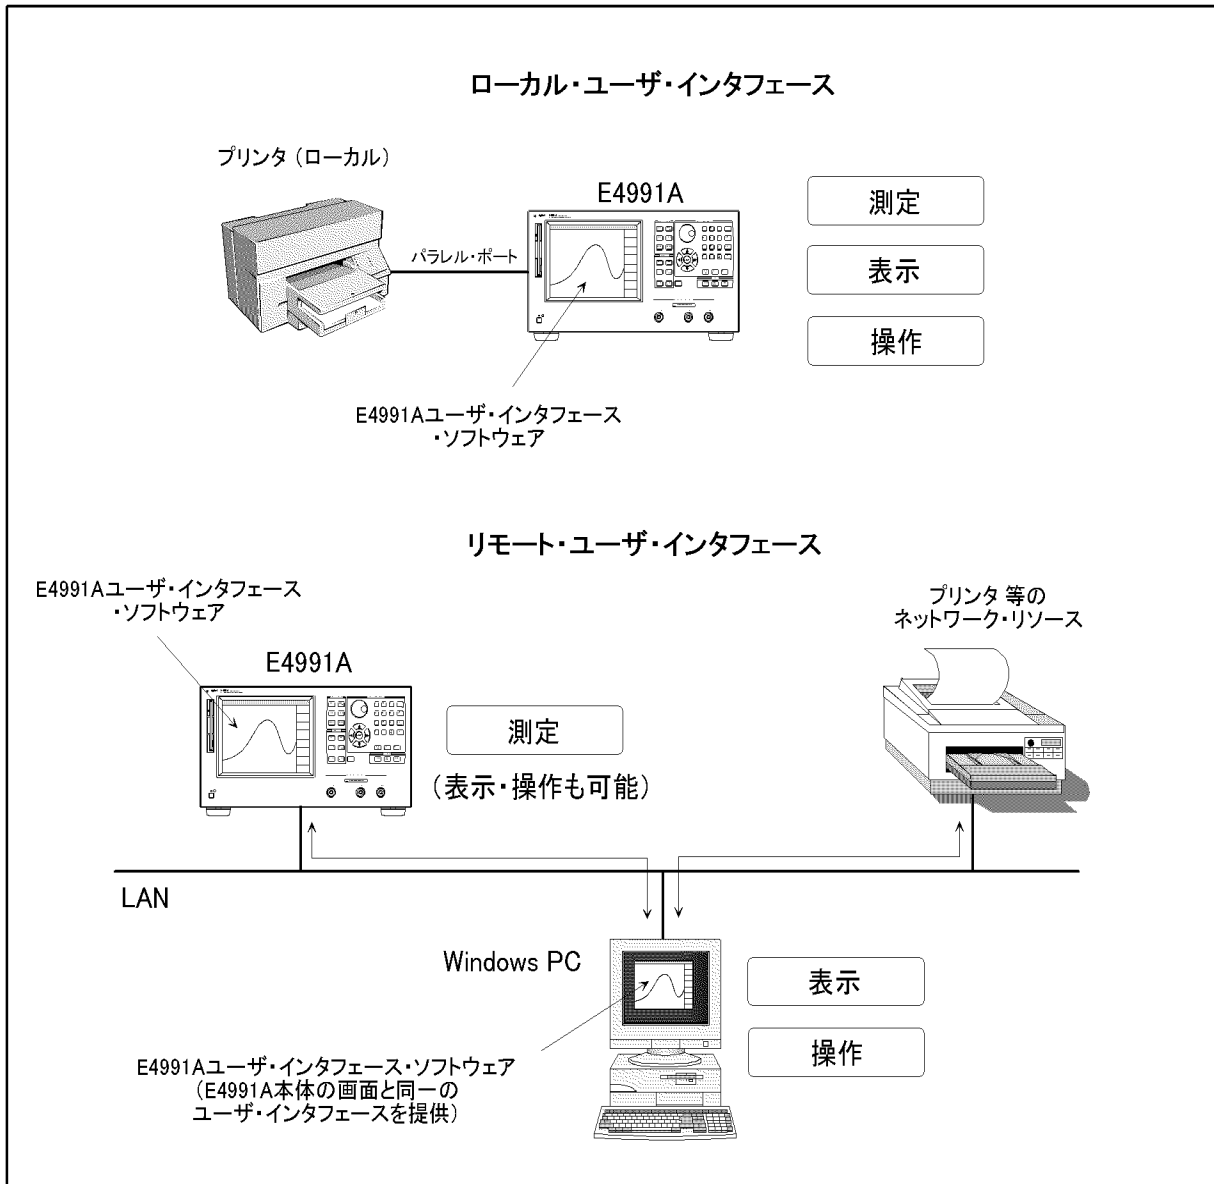 ローカル・ユーザ・インタフェース
プリンタ（ローカル）
E4991A
測定
パラレル・ポート
表示
操作
E4991Aユーザ・インタフェース
・ソフトウェア
リモート・ユーザ・インタフェース
E4991Aユーザ・インタフェース
・ソフトウェア
プリンタ 等の
ネットワーク・リソース
E4991A
測定
（表示・操作も可能）
LAN
Windows PC
表示
操作
E4991Aユーザ・インタフェース・ソフトウェア
（E4991A本体の画面と同一の
ユーザ・インタフェースを提供）